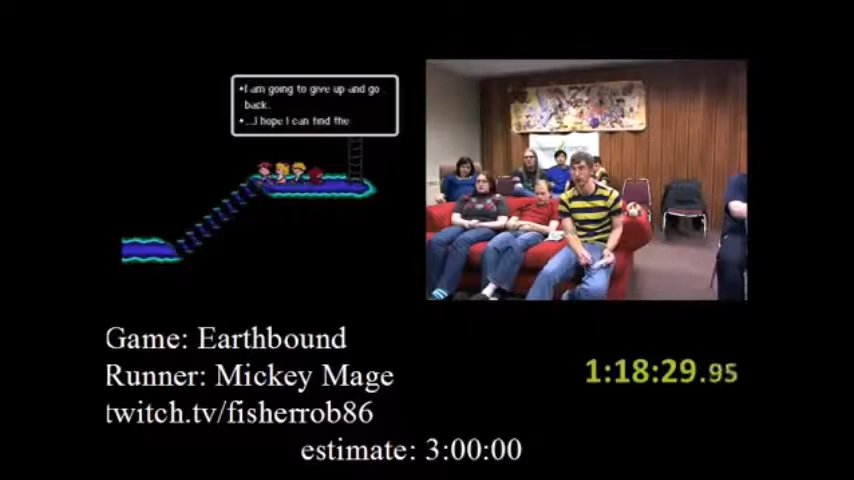 •I am going to give up and go
back.
•...I hope I can find the
Game: Earthbound
Runner: Mickey Mage
twitch.tv/fisherrob86
1:18:29.95
estimate: 3:00:00